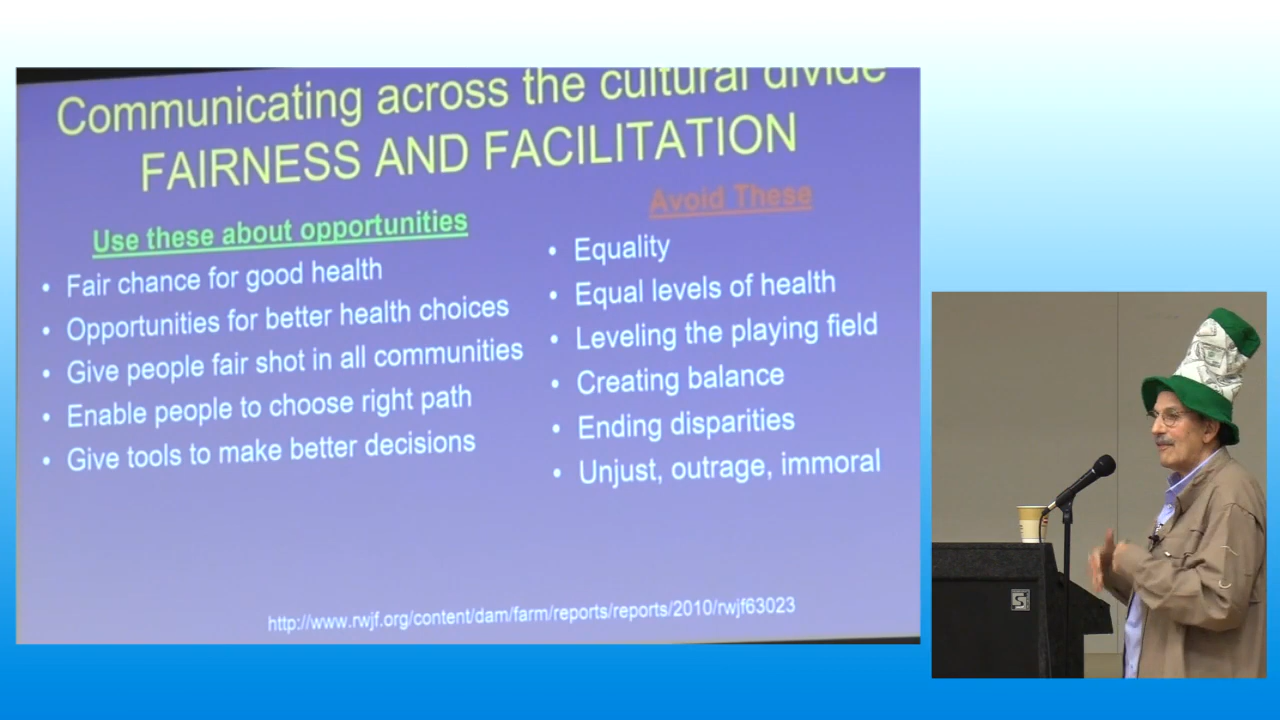 Communicating across the cultural divide
FAIRNESS AND FACILITATION
Use these about opportunities
• Fair chance for good health
• Opportunities for better health choices
• Give people fair shot in all communities
• Enable people to choose right path
• Give tools to make better decisions
Avoid These
• Equality
• Equal levels of health
• Leveling the playing field
• Creating balance
• Ending disparities
• Unjust, outrage, immoral
http://www.rwjf.org/content/dam/farm/reports/reports/2010/rwjf63023